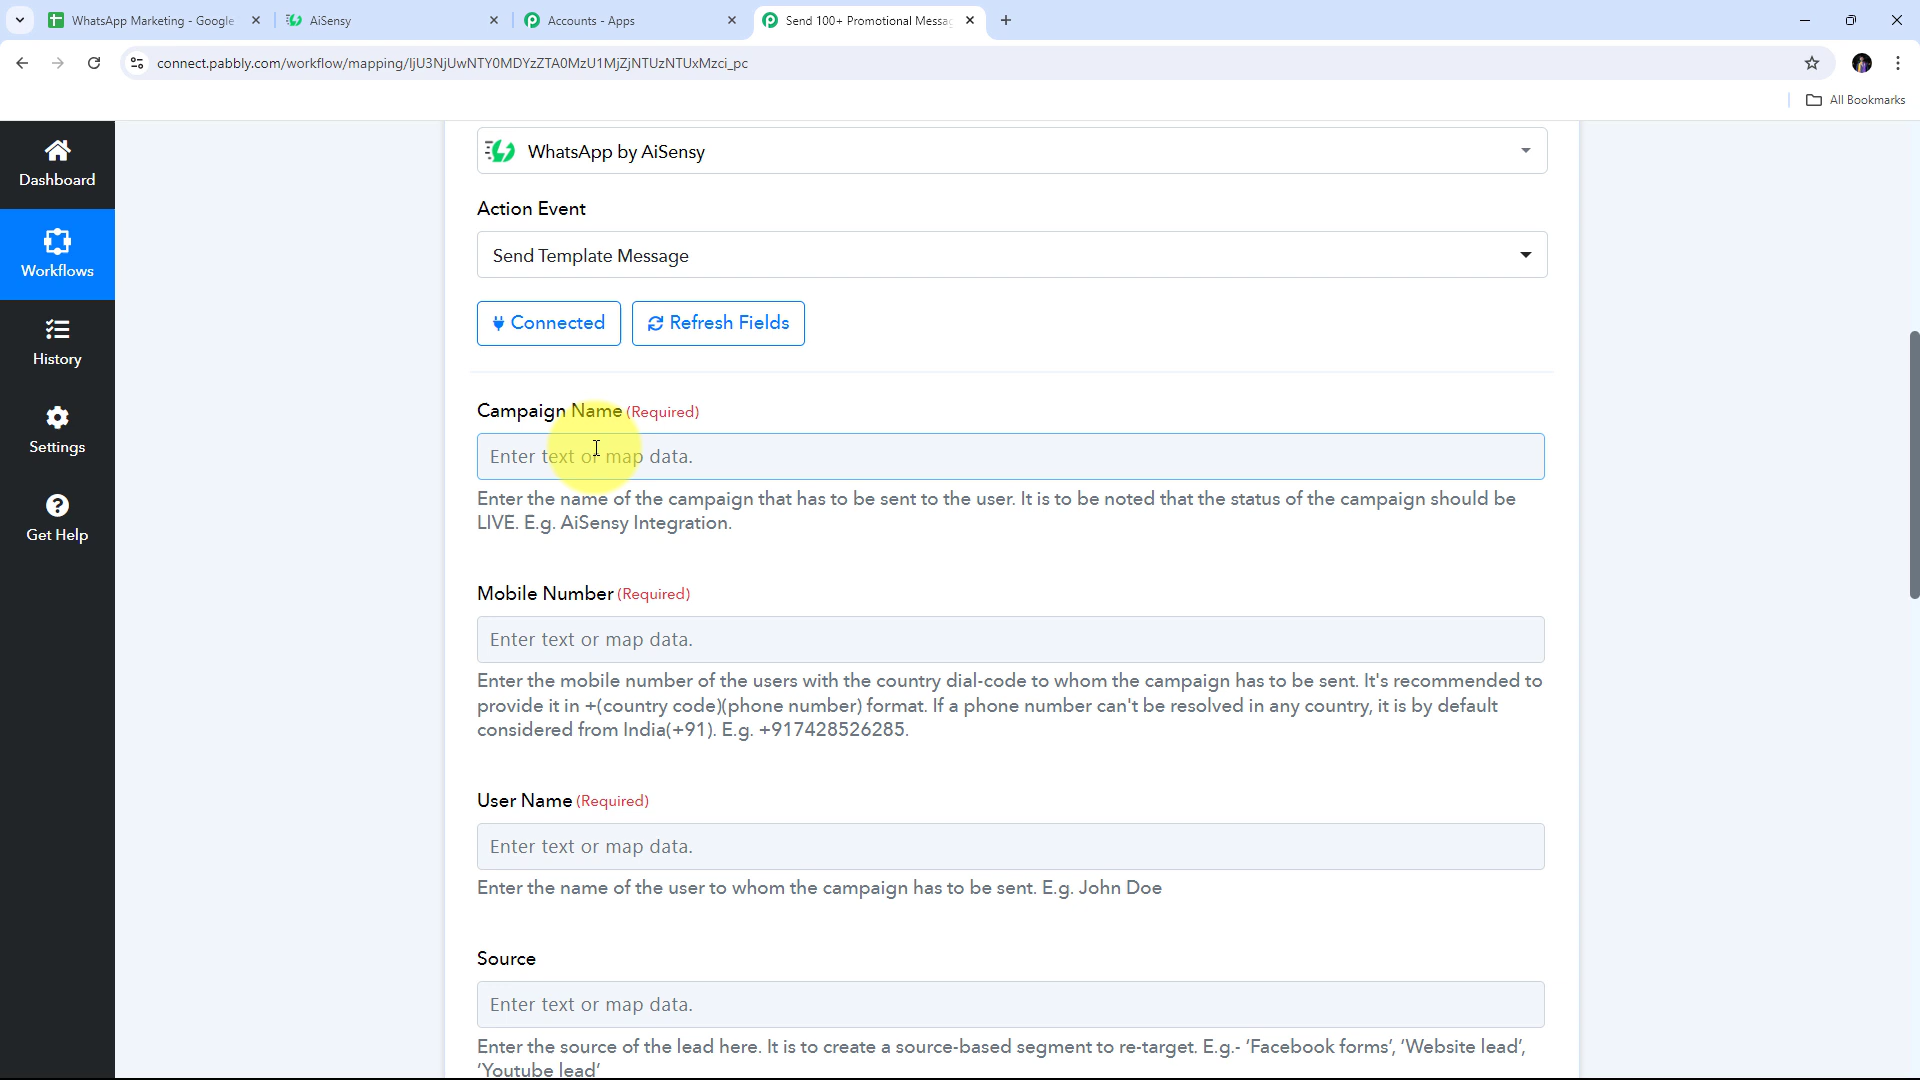 WhatsApp Marketing - Google
AiSensy
Accounts - Apps
Send 100+ Promotional Messag
connect.pabbly.com/workflow/mapping/IjU3NjUwNTY0MDYzZTA0MzU1MjZjNTUzNTUxMzci_pc
All Bookmarks
Dashboard
Workflows
History
Settings
Get Help
WhatsApp by AiSensy
Action Event
Send Template Message
Connected
Refresh Fields
Campaign Name (Required)
Enter text or map data.
Enter the name of the campaign that has to be sent to the user. It is to be noted that the status of the campaign should be
LIVE. E.g. AiSensy Integration.
Mobile Number (Required)
Enter text or map data.
Enter the mobile number of the users with the country dial-code to whom the campaign has to be sent. It's recommended to
provide it in +(country code)(phone number) format. If a phone number can't be resolved in any country, it is by default
considered from India(+91). E.g. +917428526285.
User Name (Required)
Enter text or map data.
Enter the name of the user to whom the campaign has to be sent. E.g. John Doe
Source
Enter text or map data.
Enter the source of the lead here. It is to create a source-based segment to re-target. E.g.- ‘Facebook forms’, ‘Website lead’,
‘Youtube lead’